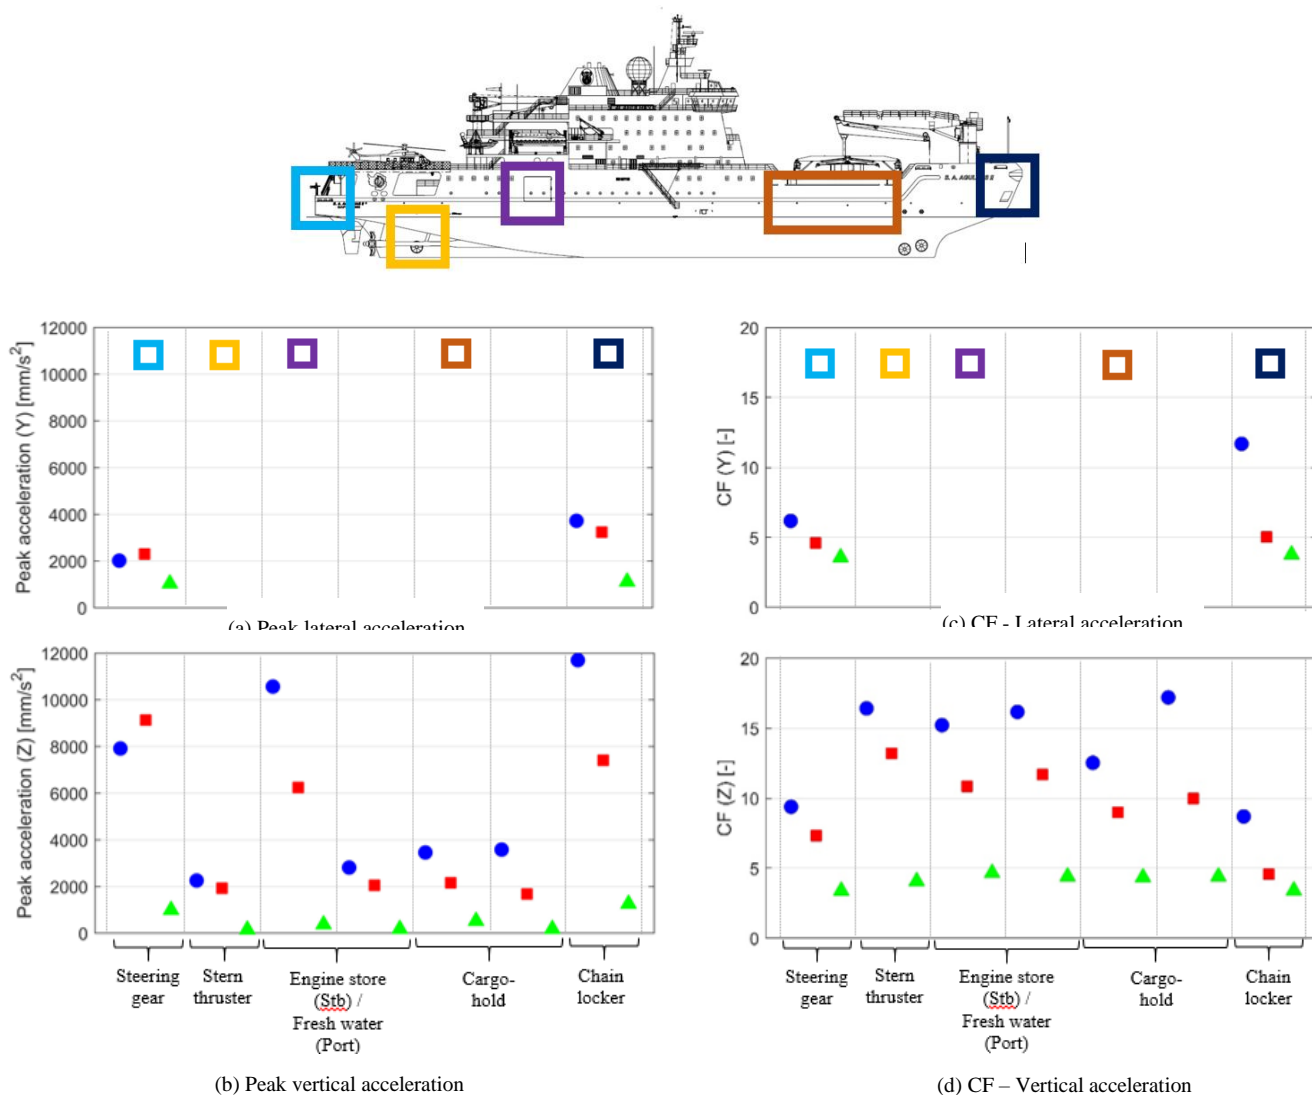 S. A. AGULHAS II
12000
10000
8000
6000
4000
2000
0
Peak acceleration (Y) [mm/s²]
(a) Peak lateral acceleration
20
15
10
5
0
CF (Y) [-]
(c) CF - Lateral acceleration
12000
10000
8000
6000
4000
2000
0
Peak acceleration (Z) [mm/s²]
Steering
gear
Stern
thruster
Engine store
(Stb) /
Fresh water
(Port)
Cargo-
hold
Chain
locker
(b) Peak vertical acceleration
20
15
10
5
0
CF (Z) [-]
Steering
gear
Stern
thruster
Engine store
(Stb) /
Fresh water
(Port)
Cargo-
hold
Chain
locker
(d) CF – Vertical acceleration